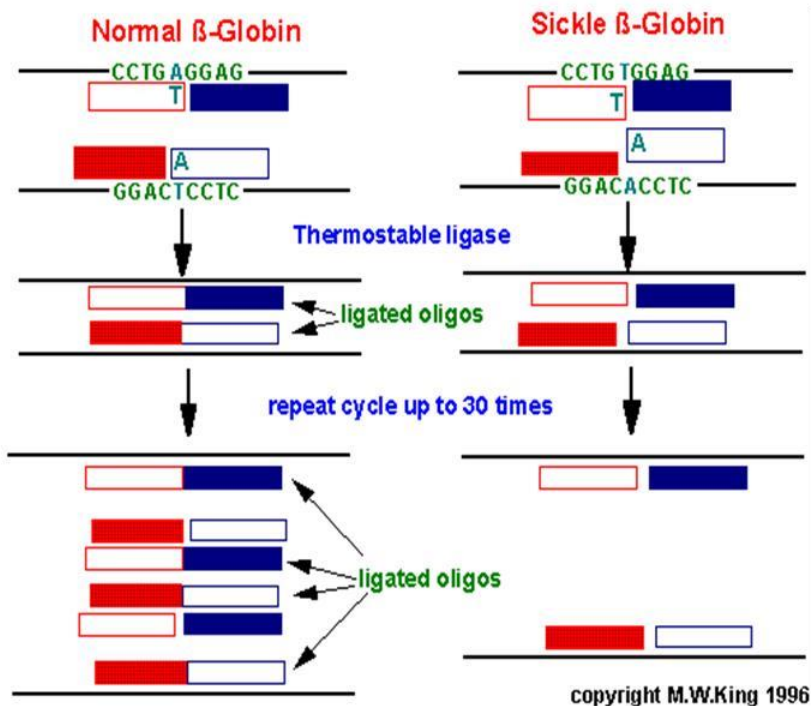 Normal ß-Globin
Sickle ß-Globin
CCTGAGGAG
T
A
GGACTCCTC
CCTGTGGAG
T
A
GGACACCTC
Thermostable ligase
ligated oligos
repeat cycle up to 30 times
ligated oligos
copyright M.W.King 1996